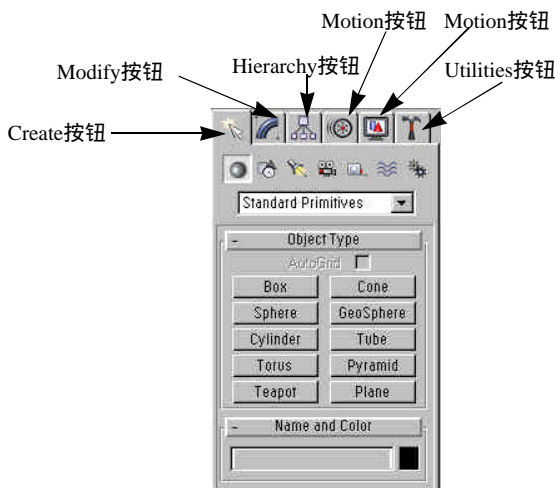 Motion按钮 Motion按钮
Modify按钮 Hierarchy按钮 Utilities按钮
Create按钮
Standard Primitives
- Object Type
AutoGrid
Box Cone
Sphere GeoSphere
Cylinder Tube
Torus Pyramid
Teapot Plane
- Name and Color